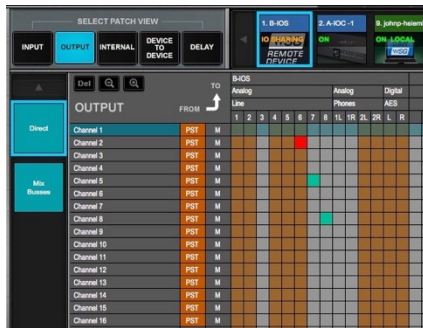 SELECT PATCH VIEW
INPUT
OUTPUT
INTERNAL
DEVICE
TO
DEVICE
DELAY
1. B-IOS
IO SHARING
REMOTE
DEVICE
2. A-IOC -1
ON
ON LOCAL
WSG
Del
OUTPUT
FROM
TO
B-IOS
Analog Analog Digital
Line Phones AES
1 2 3 4 5 6 7 8 1L 1R 2L 2R L R
Direct
Mix
Busses
Channel 1 PST M
Channel 2 PST M
Channel 3 PST M
Channel 4 PST M
Channel 5 PST M
Channel 6 PST M
Channel 7 PST M
Channel 8 PST M
Channel 9 PST M
Channel 10 PST M
Channel 11 PST M
Channel 12 PST M
Channel 13 PST M
Channel 14 PST M
Channel 15 PST M
Channel 16 PST M